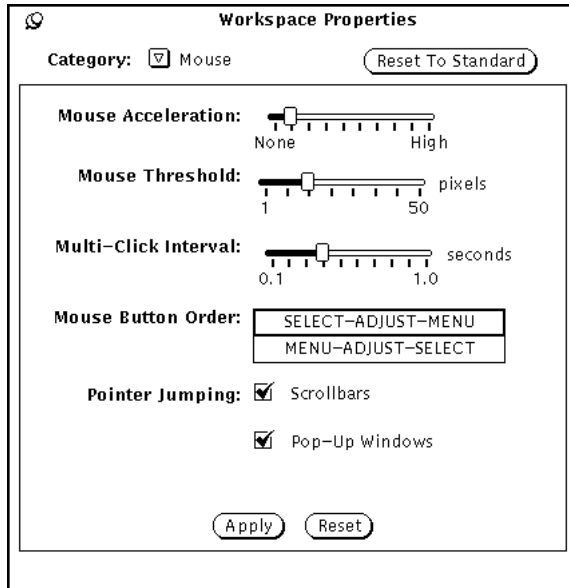 Workspace Properties
Category: Mouse Reset To Standard
Mouse Acceleration:
None High
Mouse Threshold: pixels
1 50
Multi-Click Interval: seconds
0.1 1.0
Mouse Button Order: SELECT-ADJUST-MENU
MENU-ADJUST-SELECT
Pointer Jumping: Scrollbars
Pop-Up Windows
Apply Reset